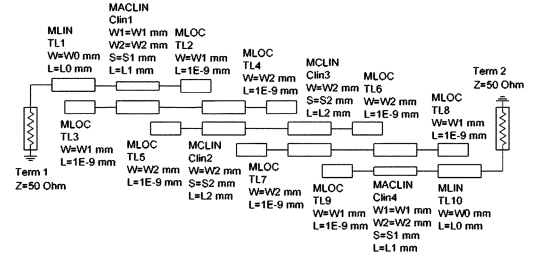 MLIN
TL1
W=W0 mm
L=L0 mm
MACLIN
Clin1
W1=W1 mm
W2=W2 mm
S=S1 mm
L=L1 mm
MLOC
TL2
W=W1 mm
L=1E-9 mm
MLOC
TL4
W=W2 mm
L=1E-9 mm
MCLIN
Clin3
W=W2 mm
S=S2 mm
L=L2 mm
MLOC
TL6
W=W2 mm
L=1E-9 mm
Term 2
Z=50 Ohm
MLOC
TL8
W=W1 mm
L=1E-9 mm
Term 1
Z=50 Ohm
MLOC
TL3
W=W1 mm
L=1E-9 mm
MLOC
TL5
W=W2 mm
L=1E-9 mm
MCLIN
Clin2
W=W2 mm
S=S2 mm
L=L2 mm
MLOC
TL7
W=W2 mm
L=1E-9 mm
MLOC
TL9
W=W1 mm
L=1E-9 mm
MACLIN
Clin4
W1=W1 mm
W2=W2 mm
S=S1 mm
L=L1 mm
MLIN
TL10
W=W0 mm
L=L0 mm